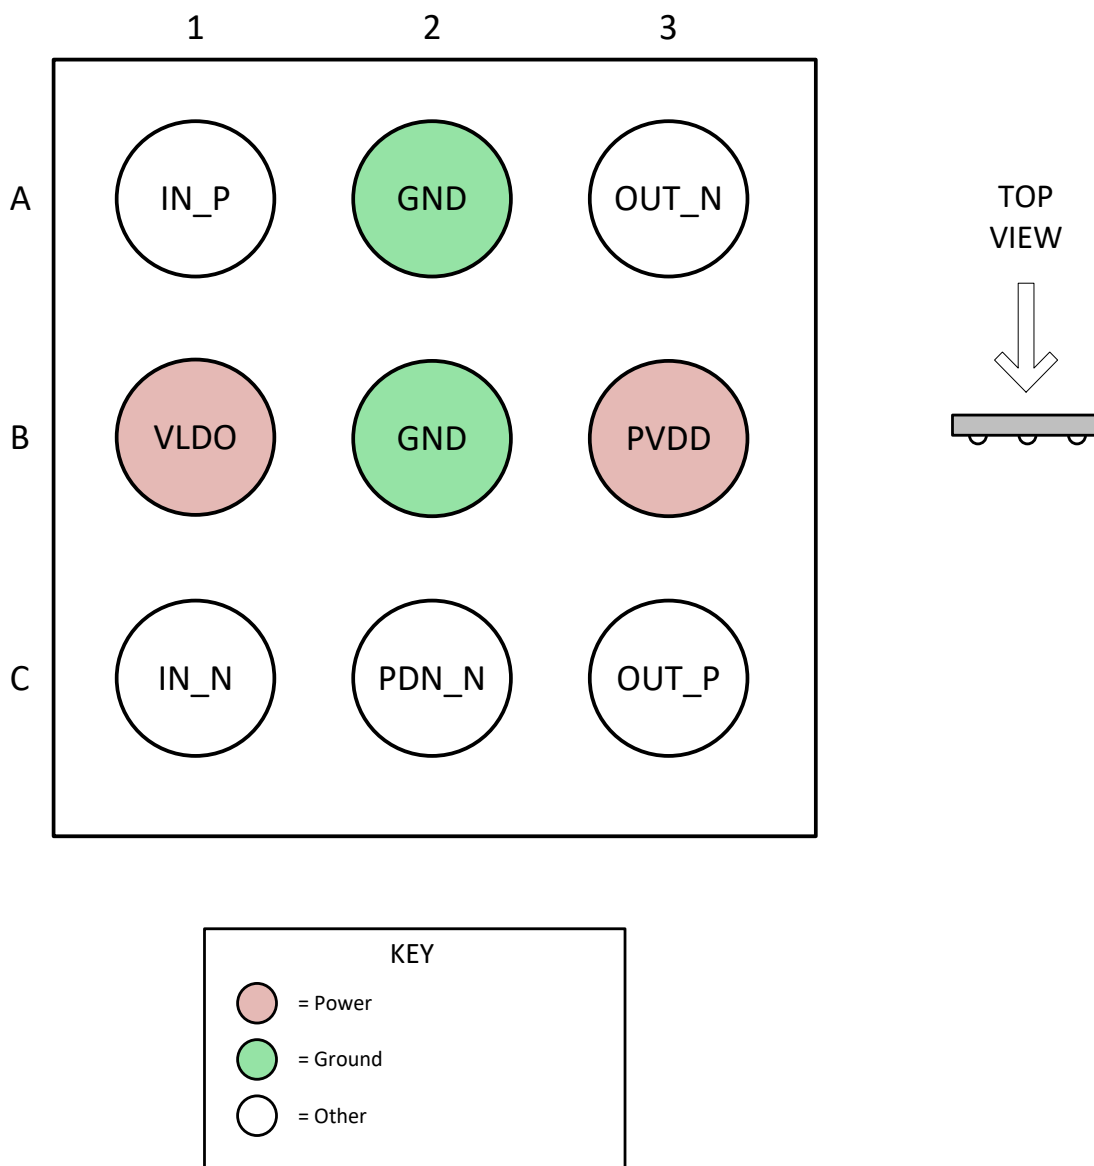 1 2 3
A IN_P GND OUT_N
TOP
VIEW
B VLDO GND PVDD
C IN_N PDN_N OUT_P
KEY
= Power
= Ground
= Other